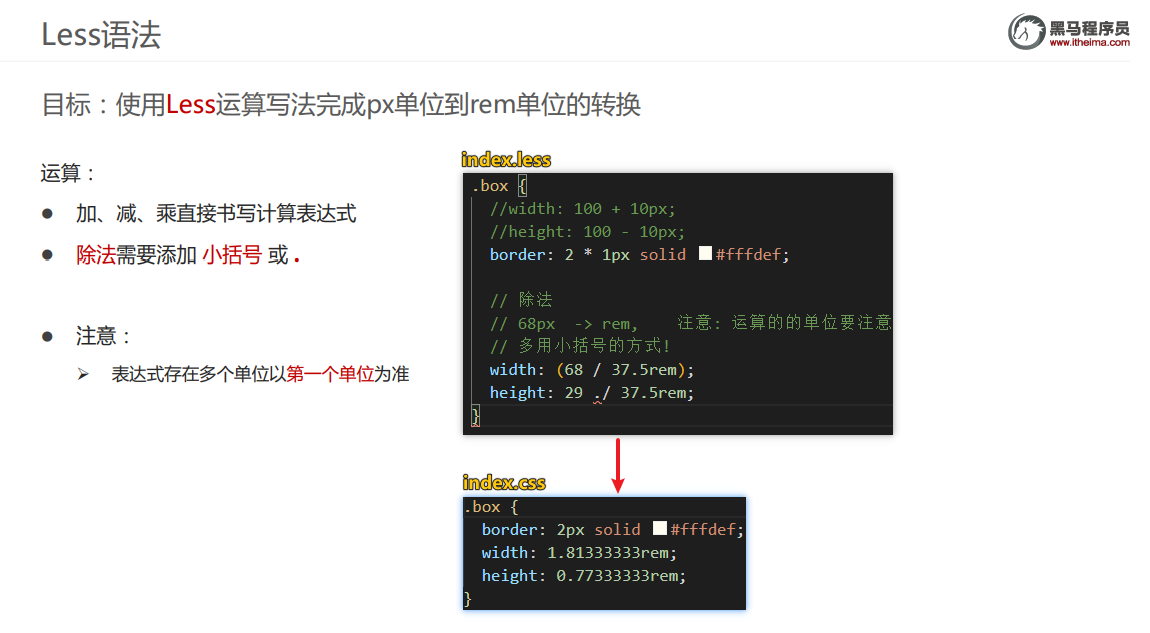 Less语法
黑马程序员
www.itheima.com
目标：使用Less运算写法完成px单位到rem单位的转换
运算：
加、减、乘直接书写计算表达式
除法需要添加 小括号 或 .
注意：
表达式存在多个单位以第一个单位为准
index.less
.box {
//width: 100 + 10px;
//height: 100 - 10px;
border: 2 * 1px solid #fffdef;
// 除法
// 68px -> rem, 注意: 运算的的单位要注意
// 多用小括号的方式!
width: (68 / 37.5rem);
height: 29 ./ 37.5rem;
}
index.css
.box {
border: 2px solid #fffdef;
width: 1.81333333rem;
height: 0.77333333rem;
}